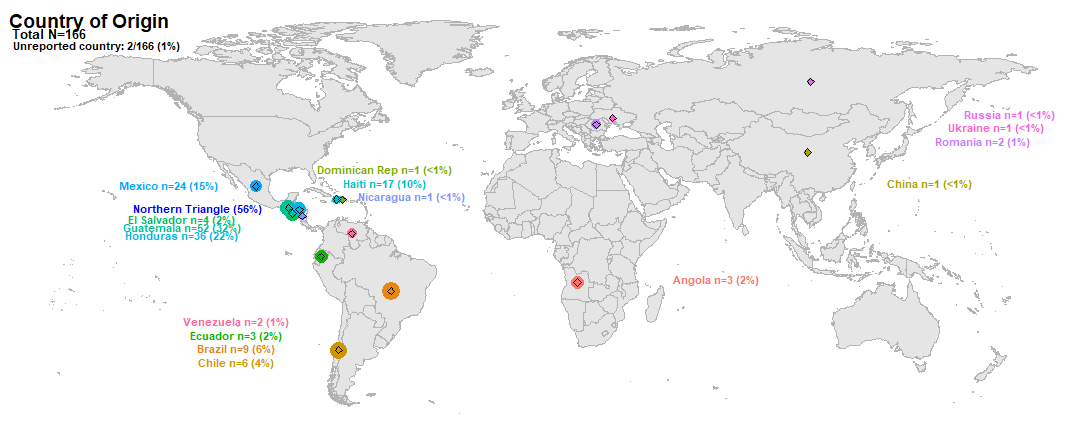 Country of Origin
Total N=166
Unreported country: 2/166 (1%)
Russia n=1 (<1%)
Ukraine n=1 (<1%)
Romania n=2 (1%)
Dominican Rep n=1 (<1%)
Haiti n=17 (10%)
Mexico n=24 (15%)
China n=1 (<1%)
Nicaragua n=1 (<1%)
Northern Triangle (56%)
El Salvador n=4 (2%)
Guatemala n=52 (32%)
Honduras n=36 (22%)
Angola n=3 (2%)
Venezuela n=2 (1%)
Ecuador n=3 (2%)
Brazil n=9 (6%)
Chile n=6 (4%)